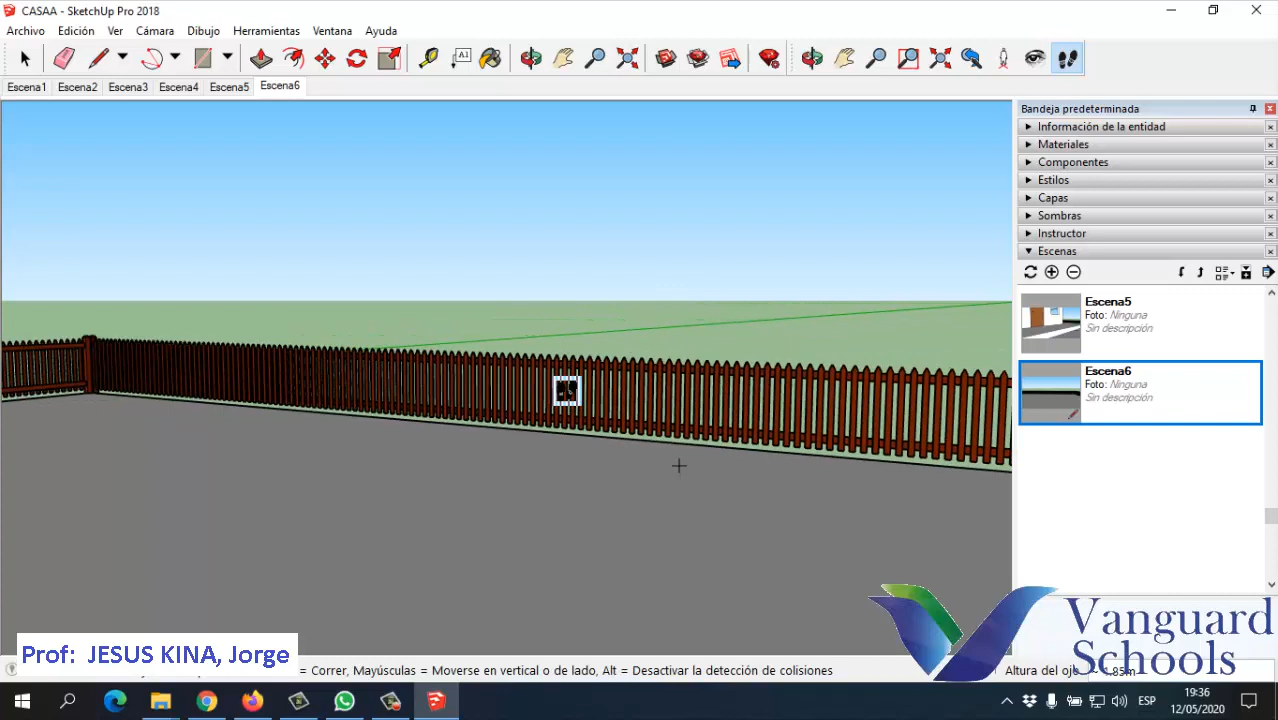 CASAA - SketchUp Pro 2018
Archivo Edición Ver Cámara Dibujo Herramientas Ventana Ayuda
A1
Escena1 Escena2 Escena3 Escena4 Escena5 Escena6
Bandeja predeterminada
Información de la entidad
Materiales
Componentes
Estilos
Capas
Sombras
Instructor
Escenas
Escena5
Foto: Ninguna
Sin descripción
Escena6
Foto: Ninguna
Sin descripción
Vanguard
Schools
Prof: JESUS KINA, Jorge
= Correr, Mayúsculas = Moverse en vertical o de lado, Alt = Desactivar la detección de colisiones
Altura del ojo 1.85m
ESP
19:36
12/05/2020